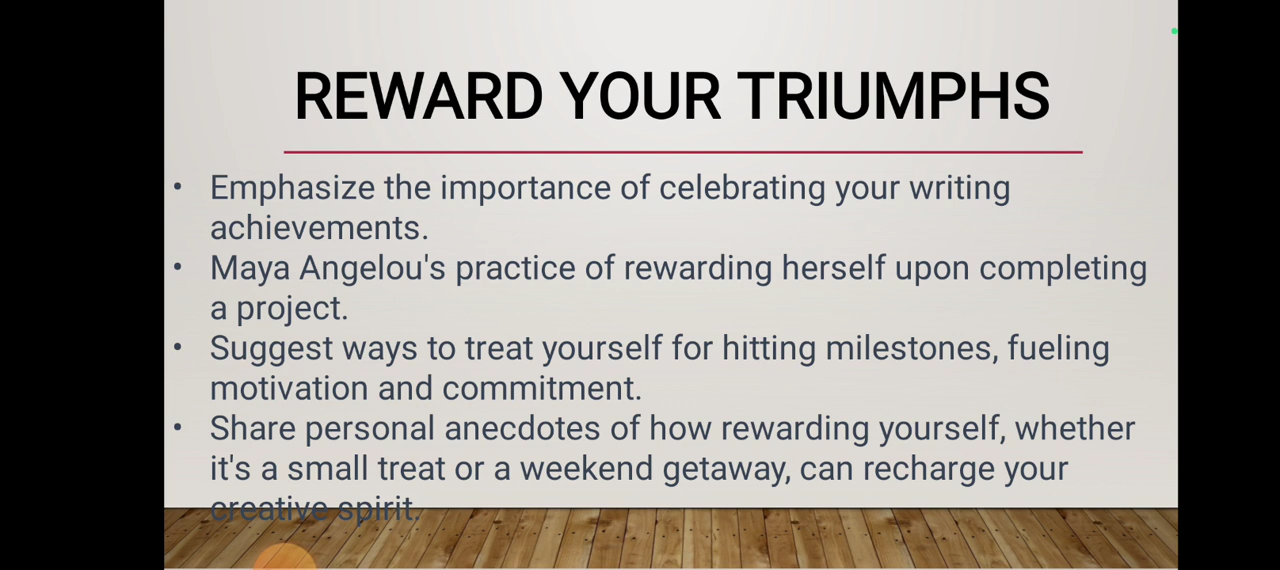 REWARD YOUR TRIUMPHS
• Emphasize the importance of celebrating your writing
achievements.
• Maya Angelou's practice of rewarding herself upon completing
a project.
• Suggest ways to treat yourself for hitting milestones, fueling
motivation and commitment.
• Share personal anecdotes of how rewarding yourself, whether
it's a small treat or a weekend getaway, can recharge your
creative spirit.